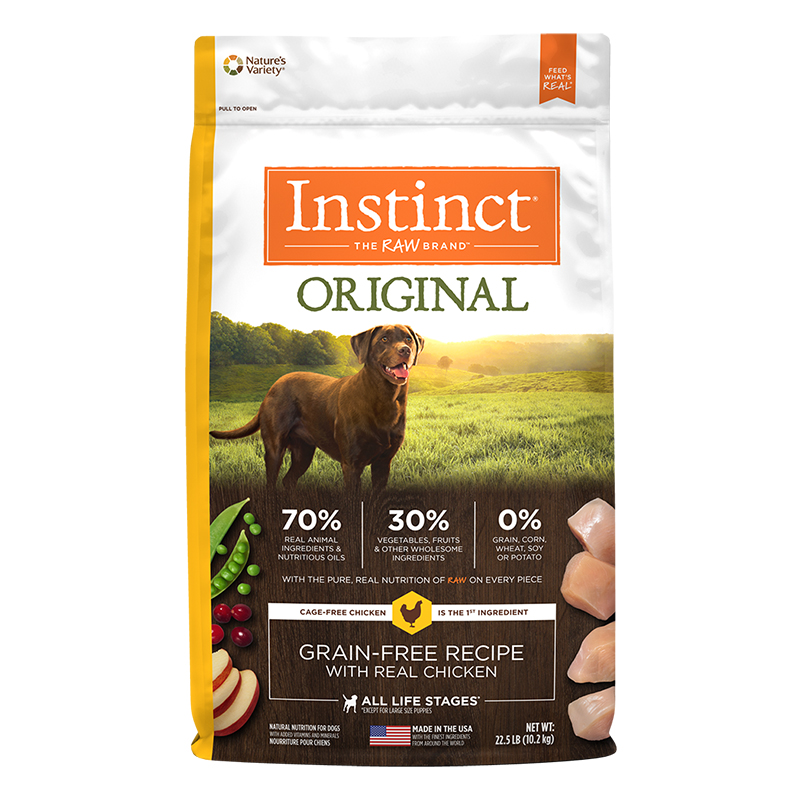 Nature's
Variety®
PULL TO OPEN
FEED
WHAT'S
REAL®
Instinct®
THE RAW BRAND™
ORIGINAL
70%
REAL ANIMAL
INGREDIENTS &
NUTRITIOUS OILS
30%
VEGETABLES, FRUITS
& OTHER WHOLESOME
INGREDIENTS
0%
GRAIN, CORN,
WHEAT, SOY
OR POTATO
WITH THE PURE, REAL NUTRITION OF RAW ON EVERY PIECE
CAGE-FREE CHICKEN IS THE 1ST INGREDIENT
GRAIN-FREE RECIPE
WITH REAL CHICKEN
ALL LIFE STAGES*
*EXCEPT FOR LARGE SIZE PUPPIES
NATURAL NUTRITION FOR DOGS
WITH ADDED VITAMINS AND MINERALS
NOURRITURE POUR CHIENS
MADE IN THE USA
WITH THE FINEST INGREDIENTS
FROM AROUND THE WORLD
NET WT:
22.5 LB (10.2 kg)